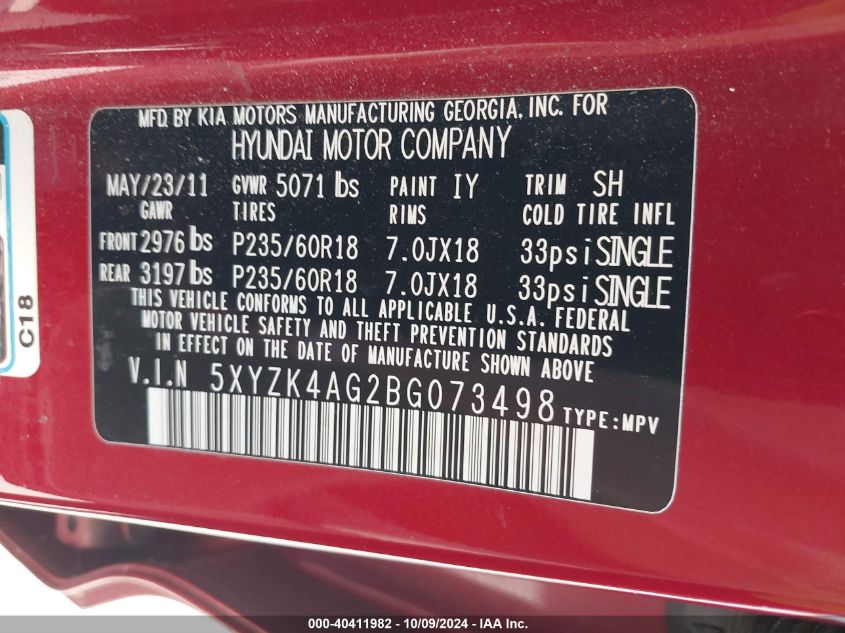 MFD. BY KIA MOTORS MANUFACTURING GEORGIA, INC. FOR
HYUNDAI MOTOR COMPANY
MAY/23/11 GVWR 5071 lbs PAINT IY TRIM SH
GAWR TIRES RIMS COLD TIRE INFL
FRONT 2976 lbs P235/60R18 7.0JX18 33psi SINGLE
REAR 3197 lbs P235/60R18 7.0JX18 33psi SINGLE
THIS VEHICLE CONFORMS TO ALL APPLICABLE U.S.A. FEDERAL
MOTOR VEHICLE SAFETY AND THEFT PREVENTION STANDARDS
IN EFFECT ON THE DATE OF MANUFACTURE SHOWN ABOVE
V.I.N 5XYZK4AG2BG073498 TYPE:MPV
C18
000-40411982 - 10/09/2024 - IAA Inc.